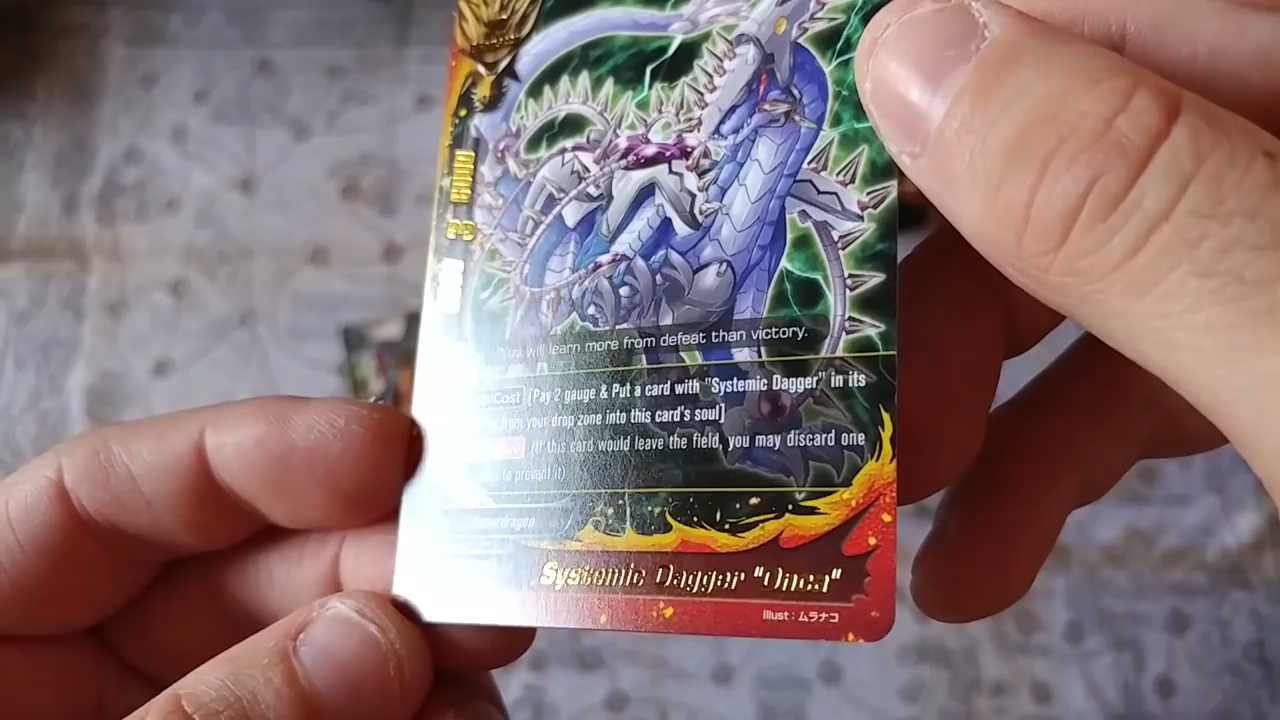 "You will learn more from defeat than victory.
Cost [Pay 2 gauge & Put a card with "Systemic Dagger" in its
from your drop zone into this card's soul]
(If this card would leave the field, you may discard one
to prevent it)
Systemic Dagger "Onca"
Illust : ムラナコ